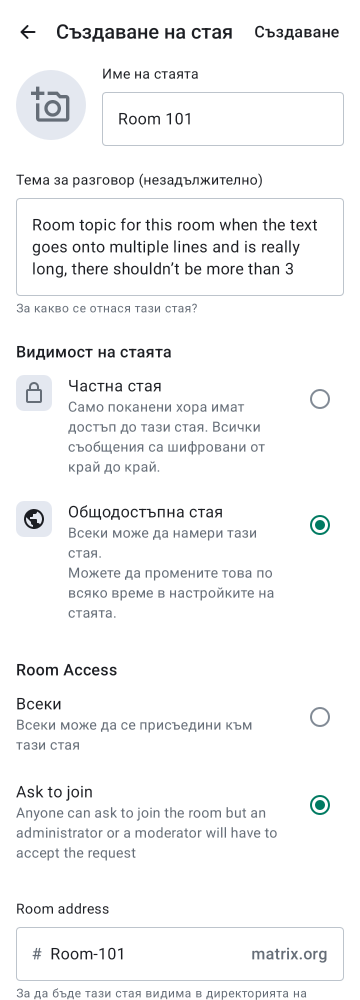 Създаване на стая
Създаване
Име на стаята
Room 101
Тема за разговор (незадължително)
Room topic for this room when the text
goes onto multiple lines and is really
long, there shouldn’t be more than 3
За какво се отнася тази стая?
Видимост на стаята
Частна стая
Само поканени хора имат
достъп до тази стая. Всички
съобщения са шифровани от
край до край.
Общодостъпна стая
Всеки може да намери тази
стая.
Можете да промените това по
всяко време в настройките на
стаята.
Room Access
Всеки
Всеки може да се присъедини към
тази стая
Ask to join
Anyone can ask to join the room but an
administrator or a moderator will have to
accept the request
Room address
# Room-101 matrix.org
За да бъде тази стая видима в директорията на